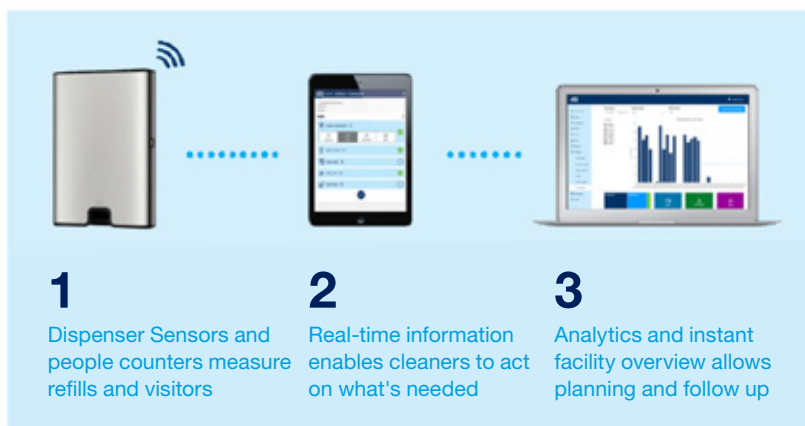 1
Dispenser Sensors and
people counters measure
refills and visitors
2
Real-time information
enables cleaners to act
on what's needed
3
Analytics and instant
facility overview allows
planning and follow up